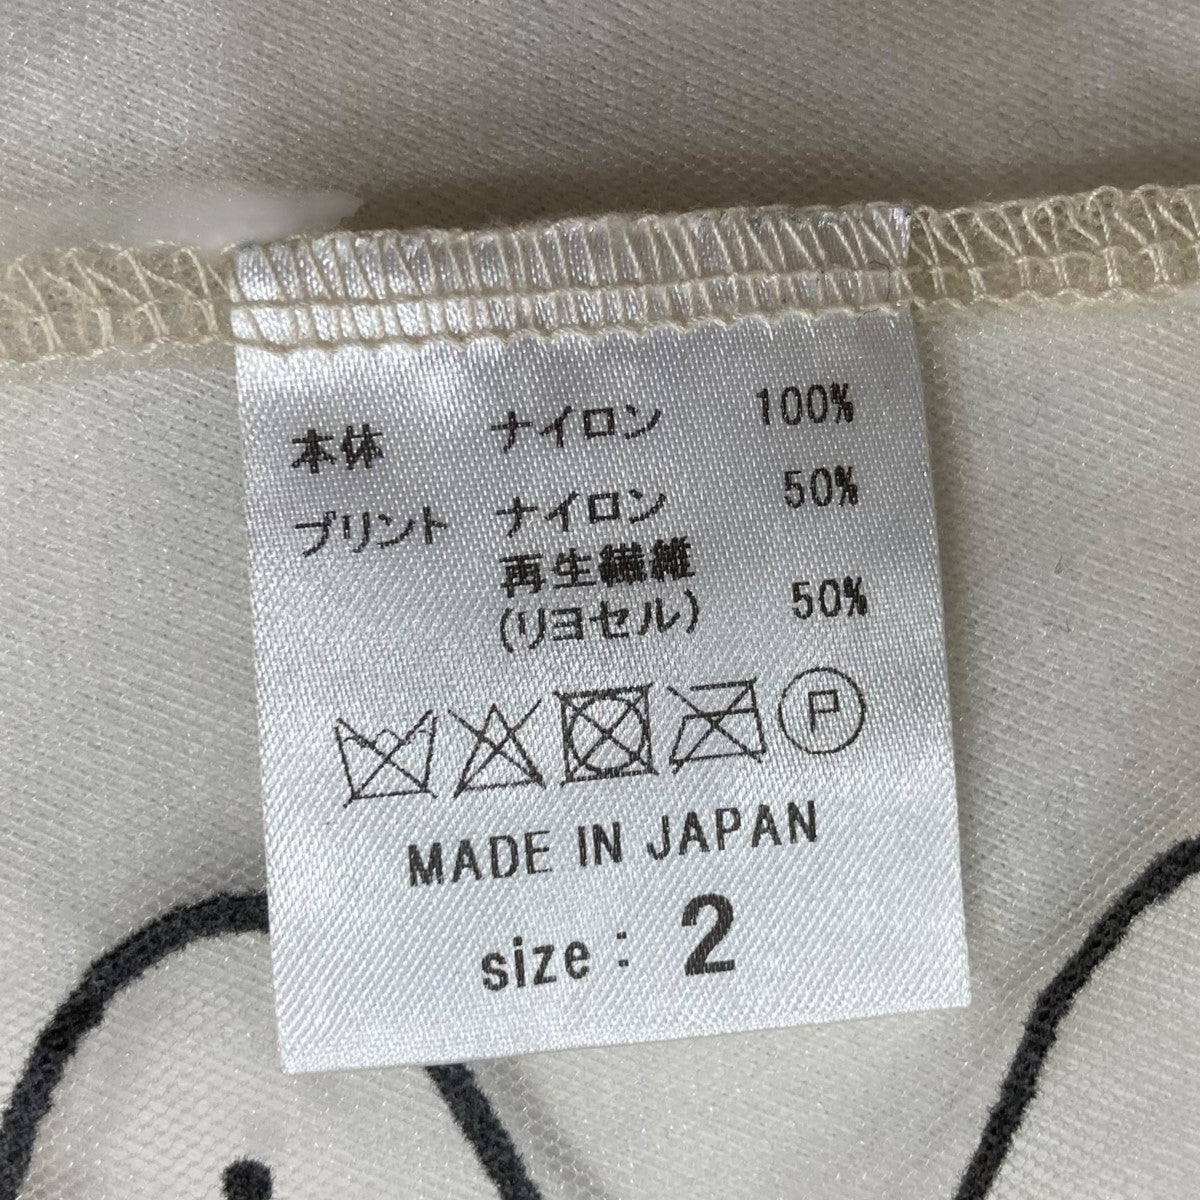 本体 ナイロン 100%
プリント ナイロン 50%
再生繊維
(リヨセル) 50%
P
MADE IN JAPAN
size : 2